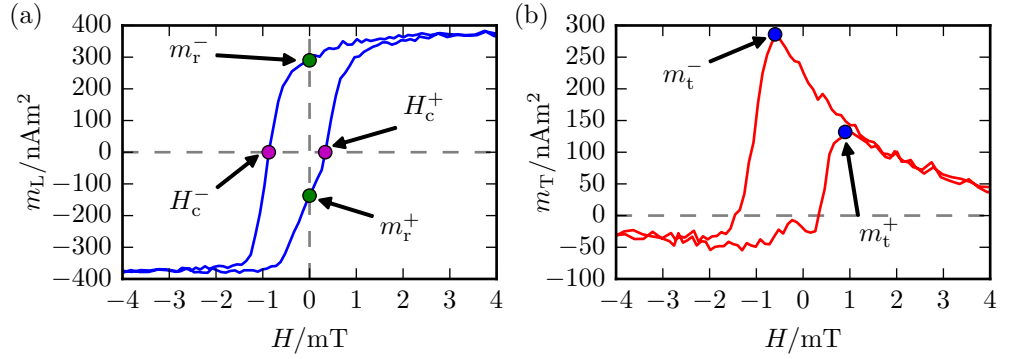 (a)
400
300
200
100
0
−100
−200
−300
−400
m_L/nAm²
m_r^−
H_c^+
H_c^−
m_r^+
−4 −3 −2 −1 0 1 2 3 4
H/mT
(b)
300
250
200
150
100
50
0
−50
−100
m_T/nAm²
m_t^−
m_t^+
−4 −3 −2 −1 0 1 2 3 4
H/mT